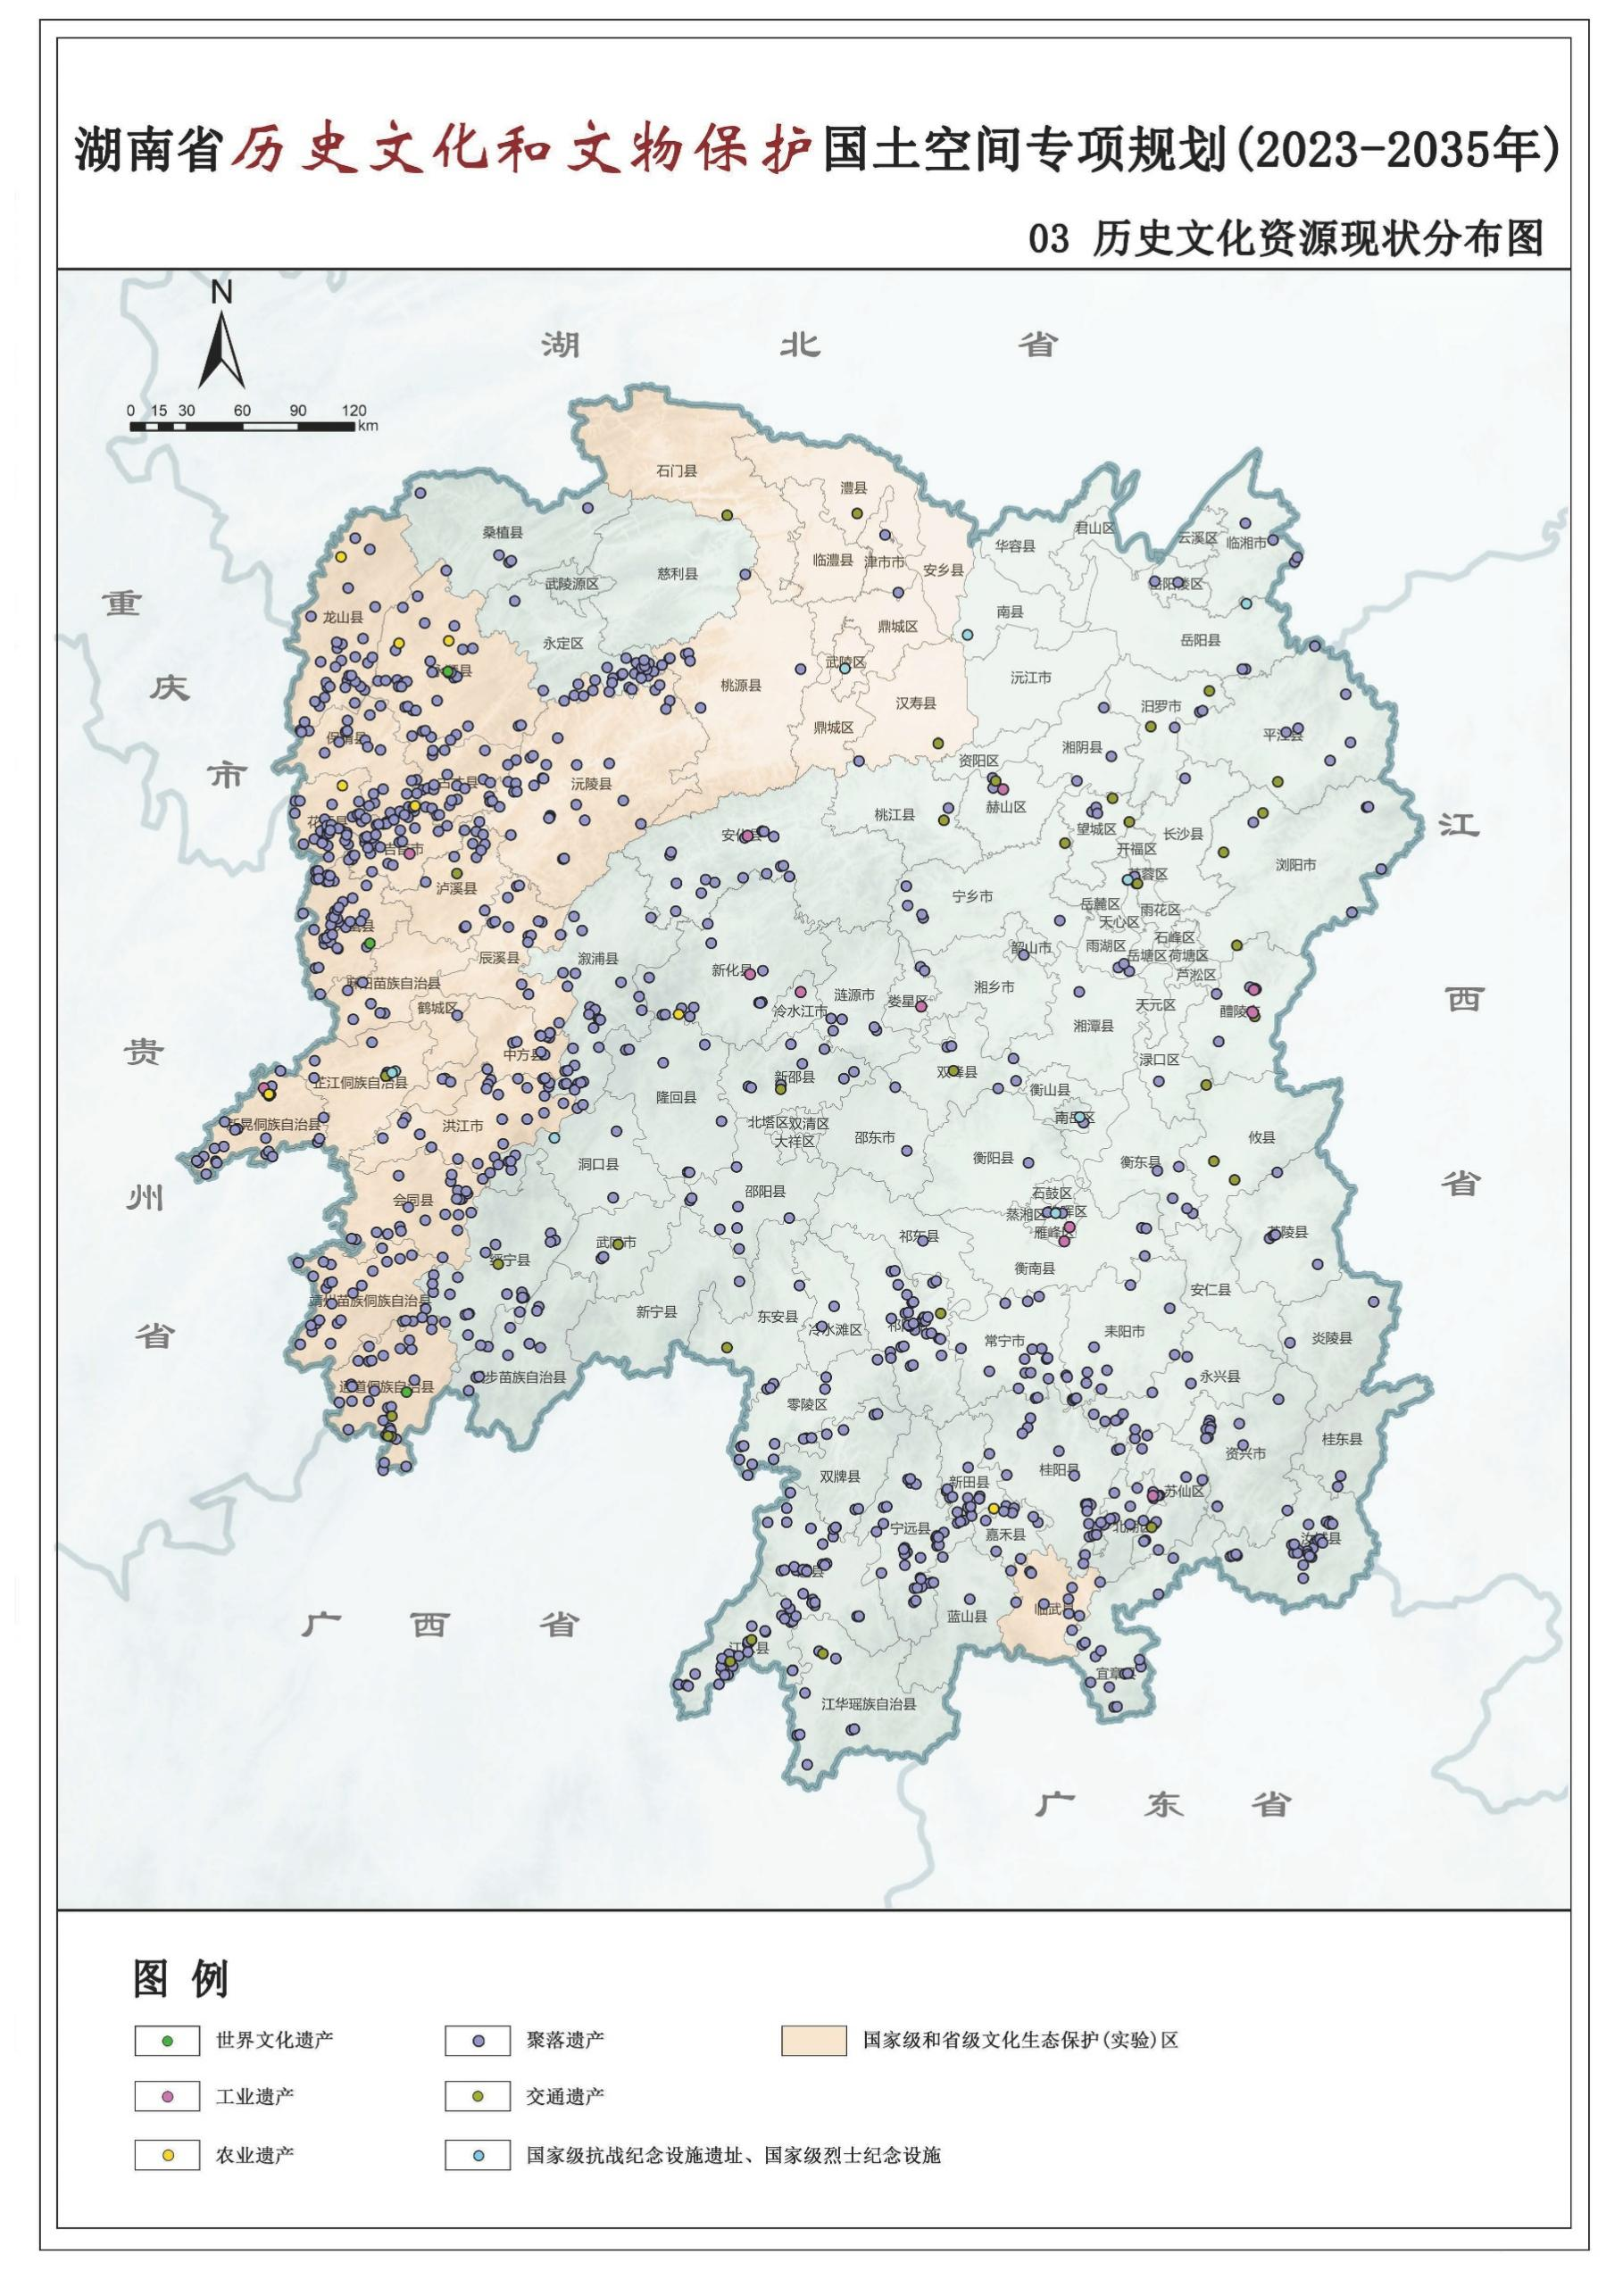 湖南省历史文化和文物保护国土空间专项规划(2023-2035年)
03 历史文化资源现状分布图
N
0 15 30 60 90 120
km
湖 北 省
重 庆 市
贵 州 省
江 西 省
广 西 省
广 东 省
石门县
澧县
桑植县
君山区
华容县
云溪区
临湘市
临澧县
津市市
安乡县
慈利县
武陵源区
南县
龙山县
鼎城区
永定区
岳阳县
武陵区
沅江市
桃源县
汉寿县
汨罗市
鼎城区
平江县
湘阴县
资阳区
沅陵县
赫山区
桃江县
望城区
长沙县
开福区
浏阳市
泸溪县
宁乡市
岳麓区
雨花区
天心区
石峰区
雨湖区
韶山市
岳塘区
荷塘区
辰溪县
溆浦县
芦淞区
新化县
湘乡市
涟源市
娄星区
天元区
冷水江市
鹤城区
湘潭县
中方县
渌口区
芷江侗族自治县
新邵县
隆回县
衡山县
南岳区
洪江市
北塔区
双清区
大祥区
邵东市
攸县
洞口县
衡阳县
衡东县
邵阳县
石鼓区
会同县
蒸湘区
雁峰区
祁东县
衡南县
安仁县
新宁县
东安县
冷水滩区
耒阳市
常宁市
炎陵县
永兴县
零陵区
桂东县
资兴市
双牌县
新田县
桂阳县
苏仙区
宁远县
嘉禾县
蓝山县
江华瑶族自治县
图 例
世界文化遗产
聚落遗产
国家级和省级文化生态保护(实验)区
工业遗产
交通遗产
农业遗产
国家级抗战纪念设施遗址、国家级烈士纪念设施